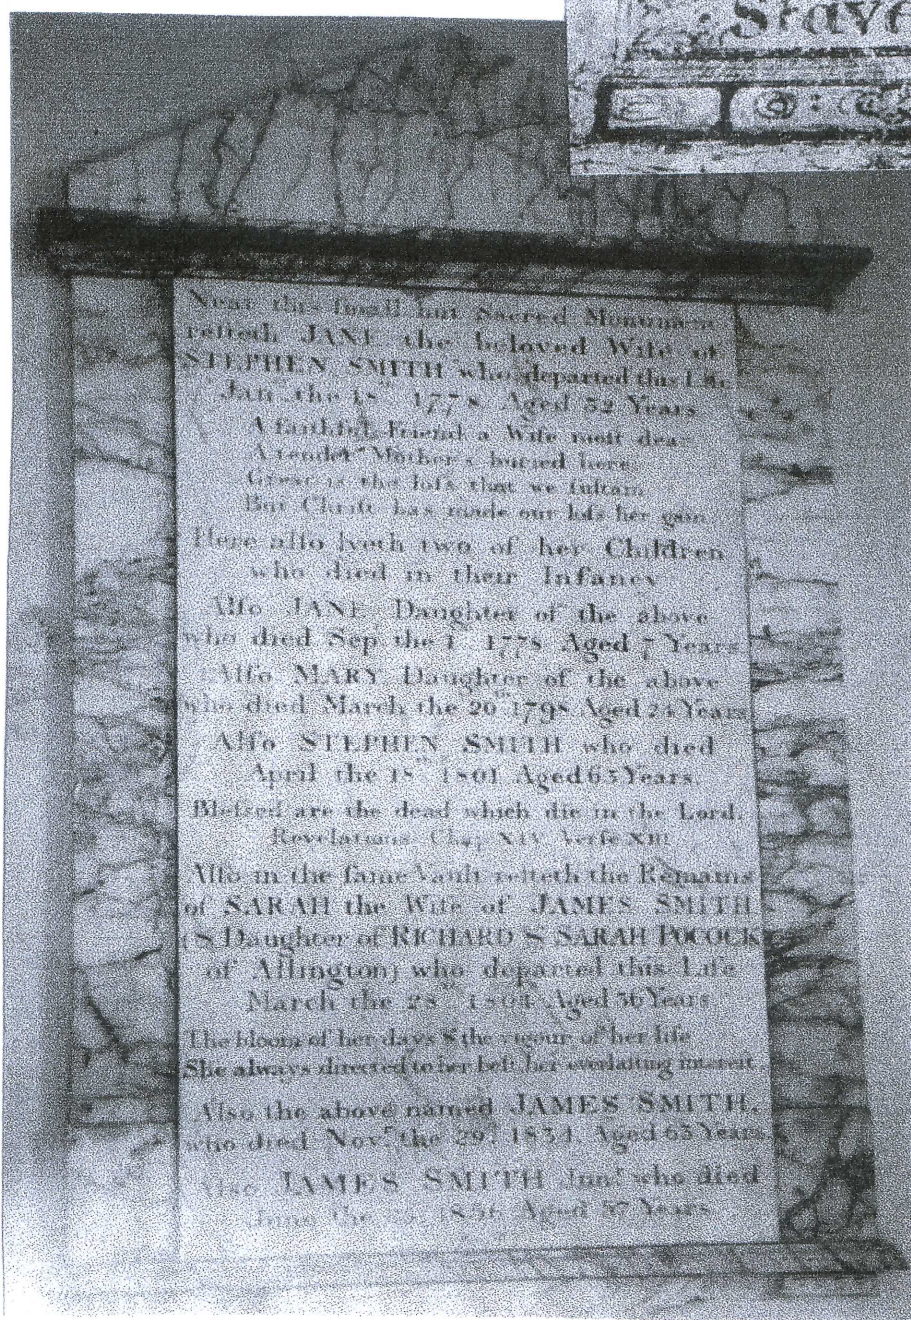 Stave
Near this ſmall but Sacred Monument
reſteth JANE the beloved Wife of
STEPHEN SMITH who departed this Life
Janry the 18th 1778 Aged 32 Years
A faithful Friend a Wife moſt dear
A tender Mother's buried here
Great is the loſs that we ſuſtain
But Chriſt has made our loſs her gain
Here alſo lyeth two of her Children
who died in their Infancy
Alſo JANE Daughter of the above
who died Sep the 1st 1778 Aged 7 Years
Alſo MARY Daughter of the above
who died March the 20th 1798 Aged 24 Years
Alſo STEPHEN SMITH who died
April the 18th 1801 Aged 63 Years.
Bleſsed are the dead which die in the Lord.
Revelations Chap XIV Verſe XIII
Alſo in the ſame Vault reſteth the Remains
of SARAH the Wife of JAMES SMITH
(& Daughter of RICHARD & SARAH POCOCK
of Allington) who departed this Life
March the 28th 1804 Aged 36 Years
The bloom of her days & the vigour of her life
She always directed to her beſt her everlaſting intereſt.
Also the above named JAMES SMITH,
who died Novr. the 29th. 1834. Aged 63 Years.
Also JAMES SMITH Junr. who died
June the 1836 Aged 37 Years